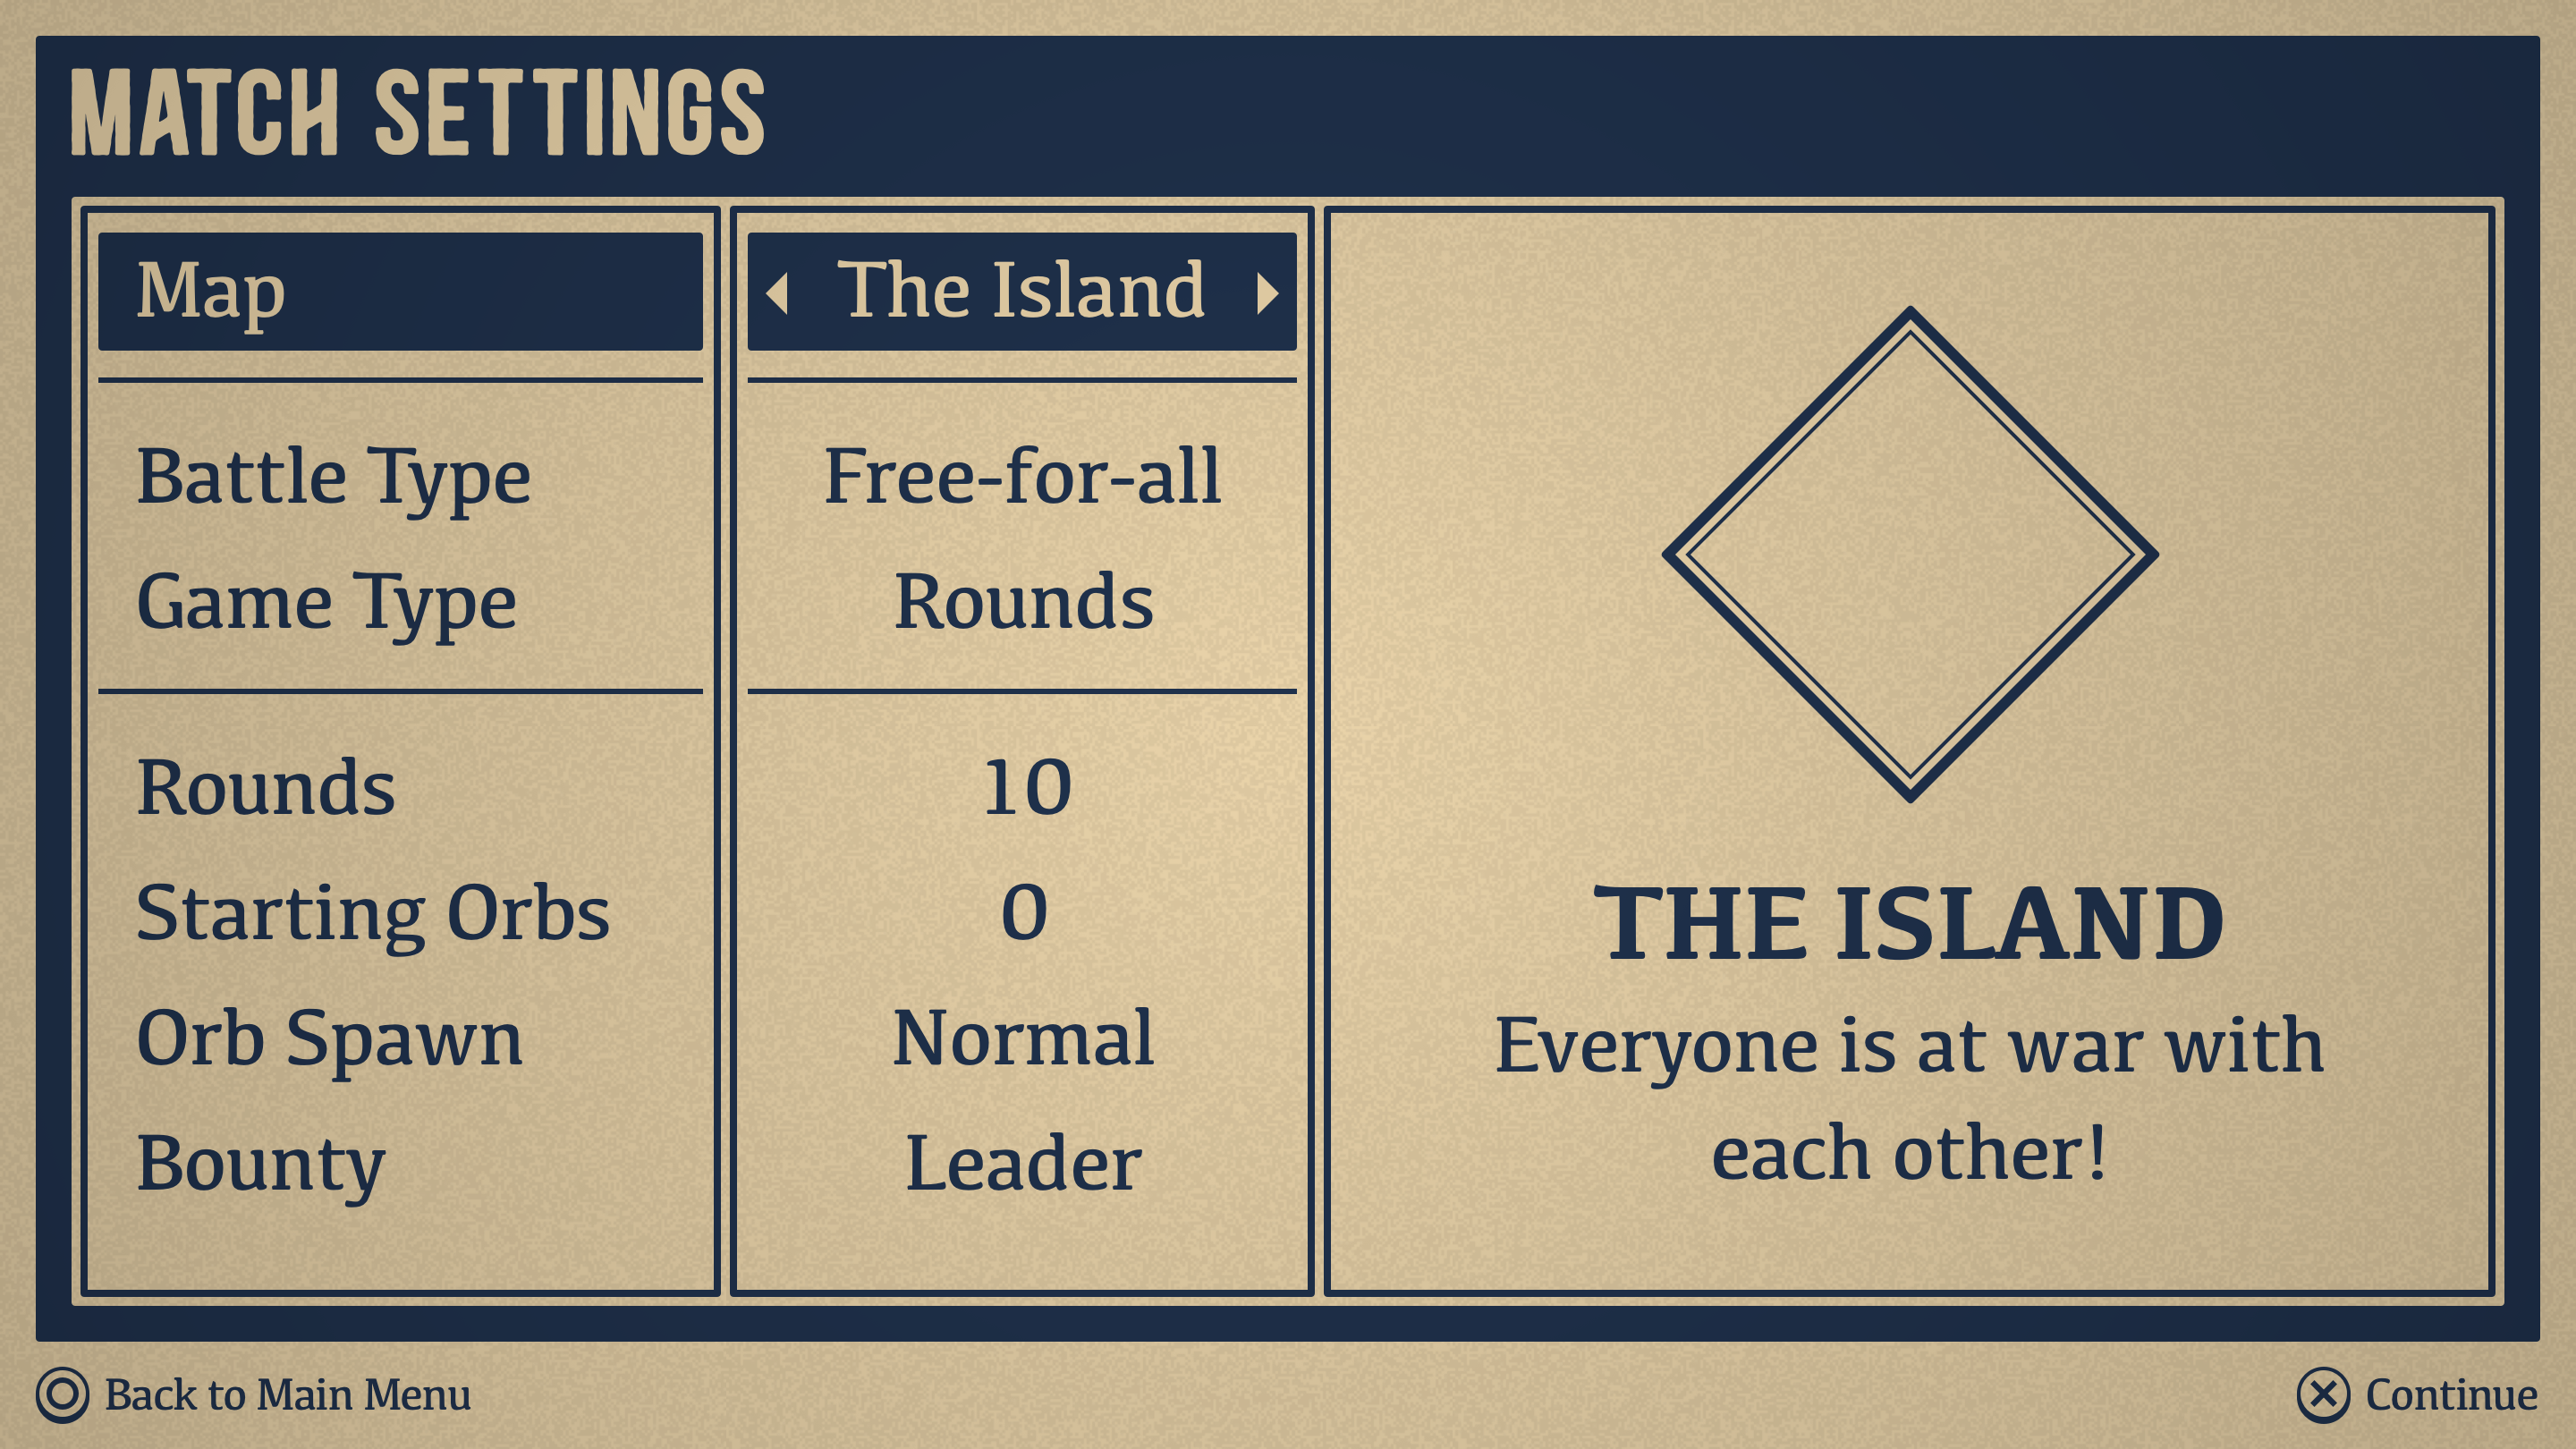 MATCH SETTINGS
Map
The Island
Battle Type
Free-for-all
Game Type
Rounds
Rounds
10
Starting Orbs
0
Orb Spawn
Normal
Bounty
Leader
THE ISLAND
Everyone is at war with
each other!
Back to Main Menu
Continue